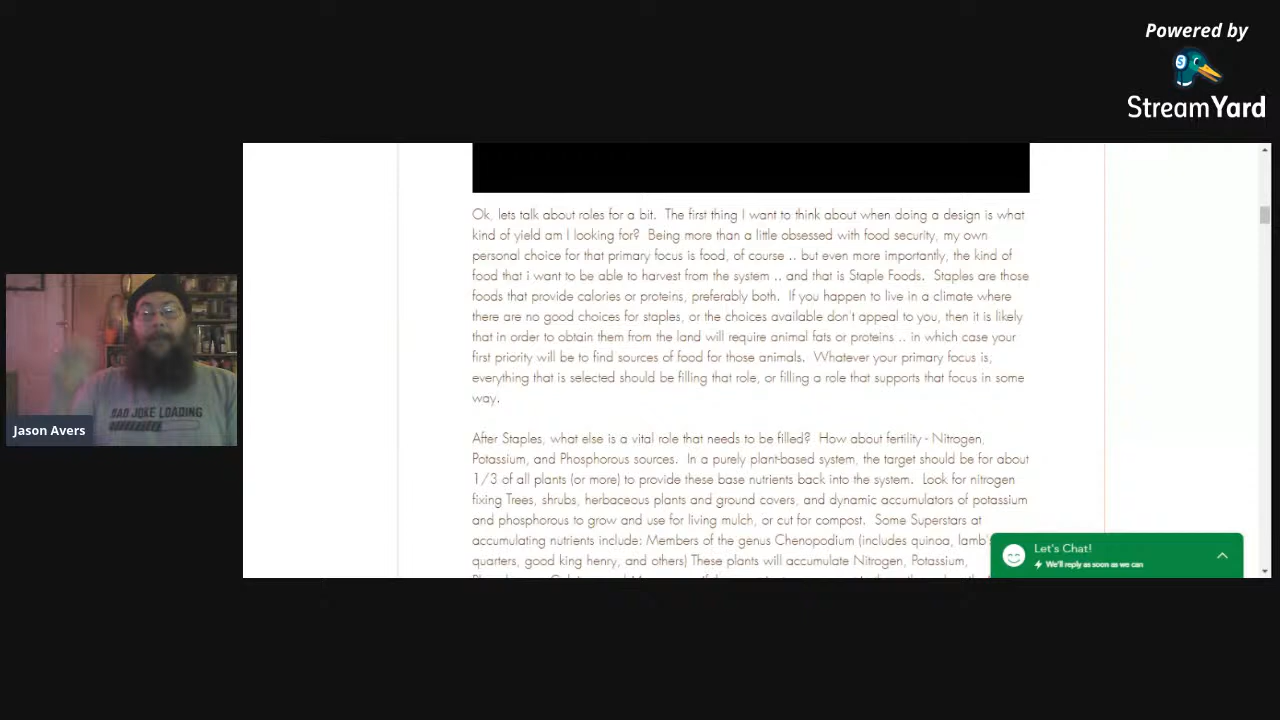 Powered by
StreamYard
Ok, lets talk about roles for a bit.  The first thing I want to think about when doing a design is what
kind of yield am I looking for?  Being more than a little obsessed with food security, my own
personal choice for that primary focus is food, of course .. but even more importantly, the kind of
food that i want to be able to harvest from the system .. and that is Staple Foods.  Staples are those
foods that provide calories or proteins, preferably both.  If you happen to live in a climate where
there are no good choices for staples, or the choices available don't appeal to you, then it is likely
that in order to obtain them from the land will require animal fats or proteins .. in which case your
first priority will be to find sources of food for those animals.  Whatever your primary focus is,
everything that is selected should be filling that role, or filling a role that supports that focus in some
way.
After Staples, what else is a vital role that needs to be filled?  How about fertility - Nitrogen,
Potassium, and Phosphorous sources.  In a purely plant-based system, the target should be for about
1/3 of all plants (or more) to provide these base nutrients back into the system.  Look for nitrogen
fixing Trees, shrubs, herbaceous plants and ground covers, and dynamic accumulators of potassium
and phosphorous to grow and use for living mulch, or cut for compost.  Some Superstars at
accumulating nutrients include: Members of the genus Chenopodium (includes quinoa, lamb's
quarters, good king henry, and others) These plants will accumulate Nitrogen, Potassium,
Let's Chat!
We'll reply as soon as we can
BAD JOKE LOADING
Jason Avers